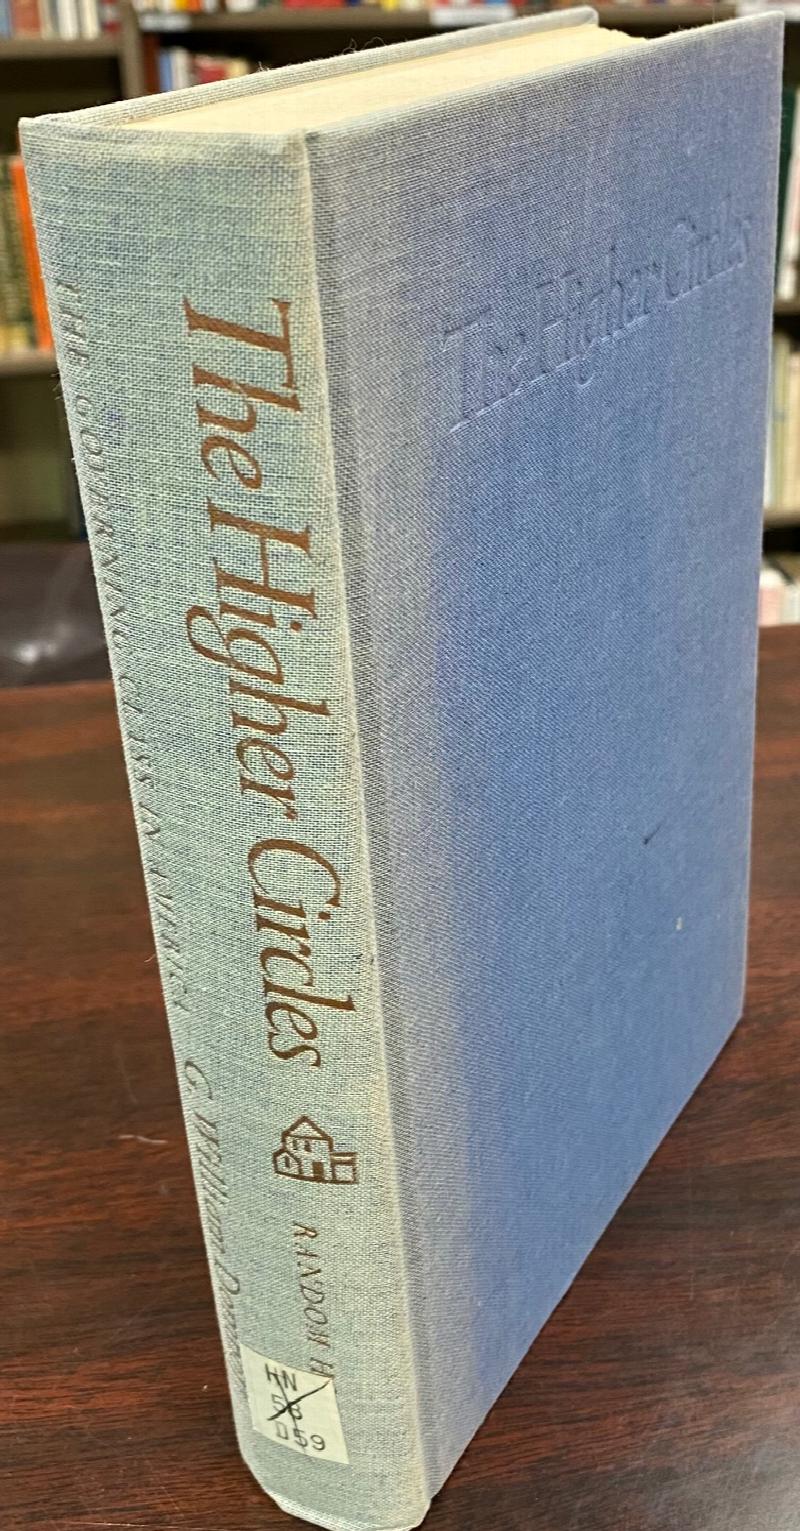 The Higher Circles
THE GOVERNING CLASS IN AMERICA G. William Domhoff
RANDOM H
HN
58
D59
The Higher Circles